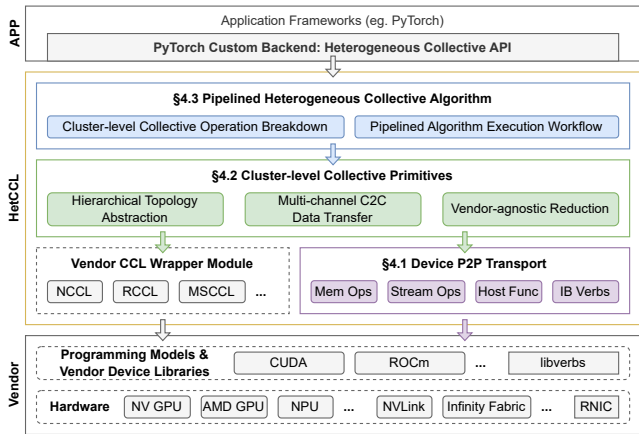 APP
Application Frameworks (eg. PyTorch)
PyTorch Custom Backend: Heterogeneous Collective API
HetCCL
§4.3 Pipelined Heterogeneous Collective Algorithm
Cluster-level Collective Operation Breakdown
Pipelined Algorithm Execution Workflow
§4.2 Cluster-level Collective Primitives
Hierarchical Topology
Abstraction
Multi-channel C2C
Data Transfer
Vendor-agnostic Reduction
Vendor CCL Wrapper Module
NCCL RCCL MSCCL ...
§4.1 Device P2P Transport
Mem Ops Stream Ops Host Func IB Verbs
Vendor
Programming Models &
Vendor Device Libraries
CUDA ROCm ... libverbs
Hardware NV GPU AMD GPU NPU ... NVLink Infinity Fabric ... RNIC